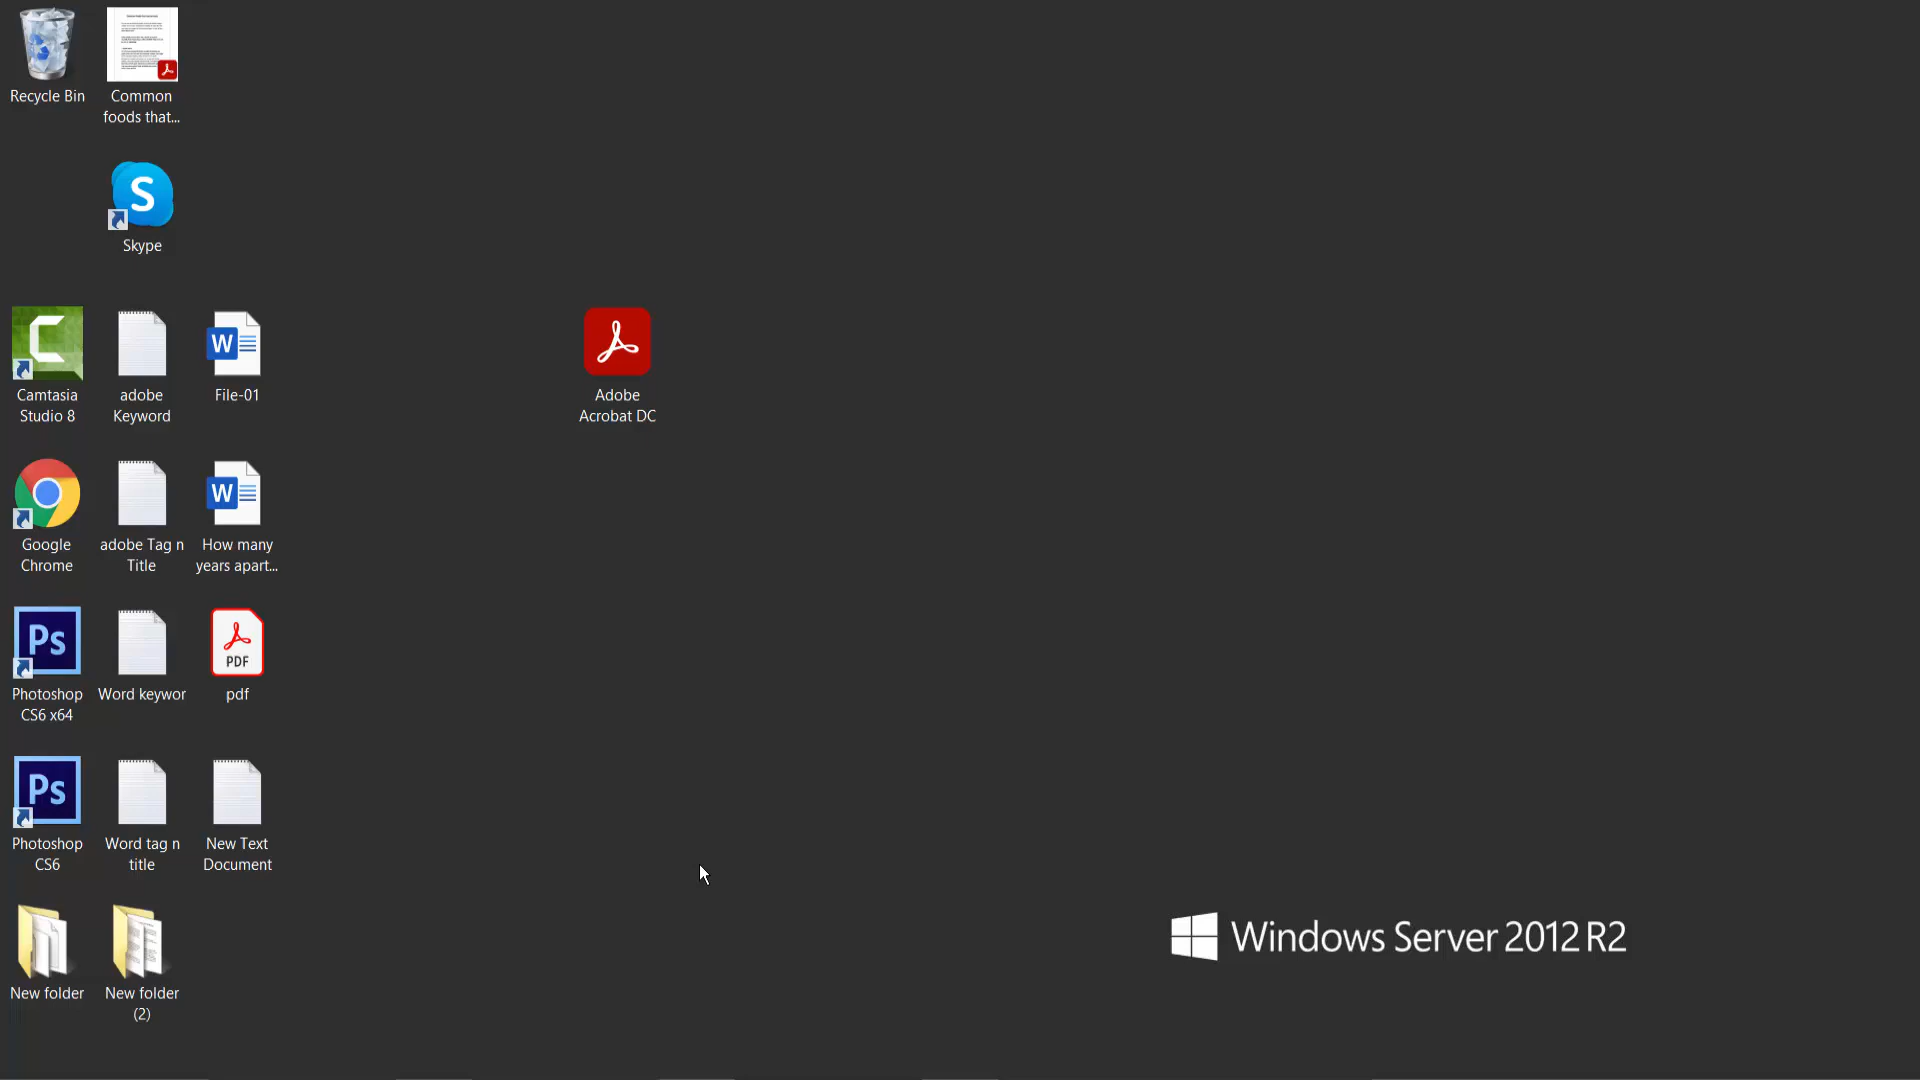 Recycle Bin
Common
foods that...
S
Skype
Camtasia
Studio 8
adobe
Keyword
W
File-01
Adobe
Acrobat DC
Google
Chrome
adobe Tag n
Title
W
How many
years apart...
Ps
Photoshop
CS6 x64
Word keywor
PDF
pdf
Ps
Photoshop
CS6
Word tag n
title
New Text
Document
New folder
New folder
(2)
Windows Server 2012 R2